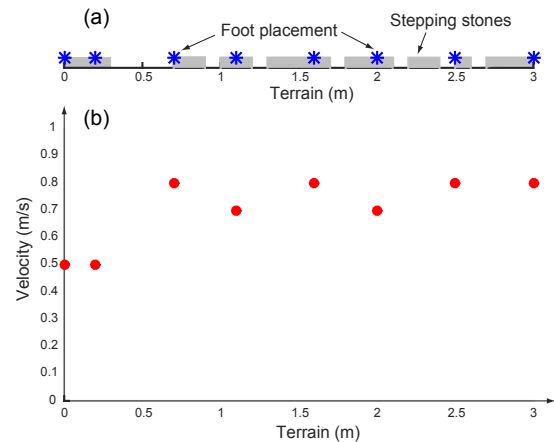 (a)
Foot placement
Stepping stones
0 0.5 1 1.5 2 2.5 3
Terrain (m)
(b)
1
0.9
0.8
0.7
0.6
0.5
0.4
0.3
0.2
0.1
0
Velocity (m/s)
0 0.5 1 1.5 2 2.5 3
Terrain (m)